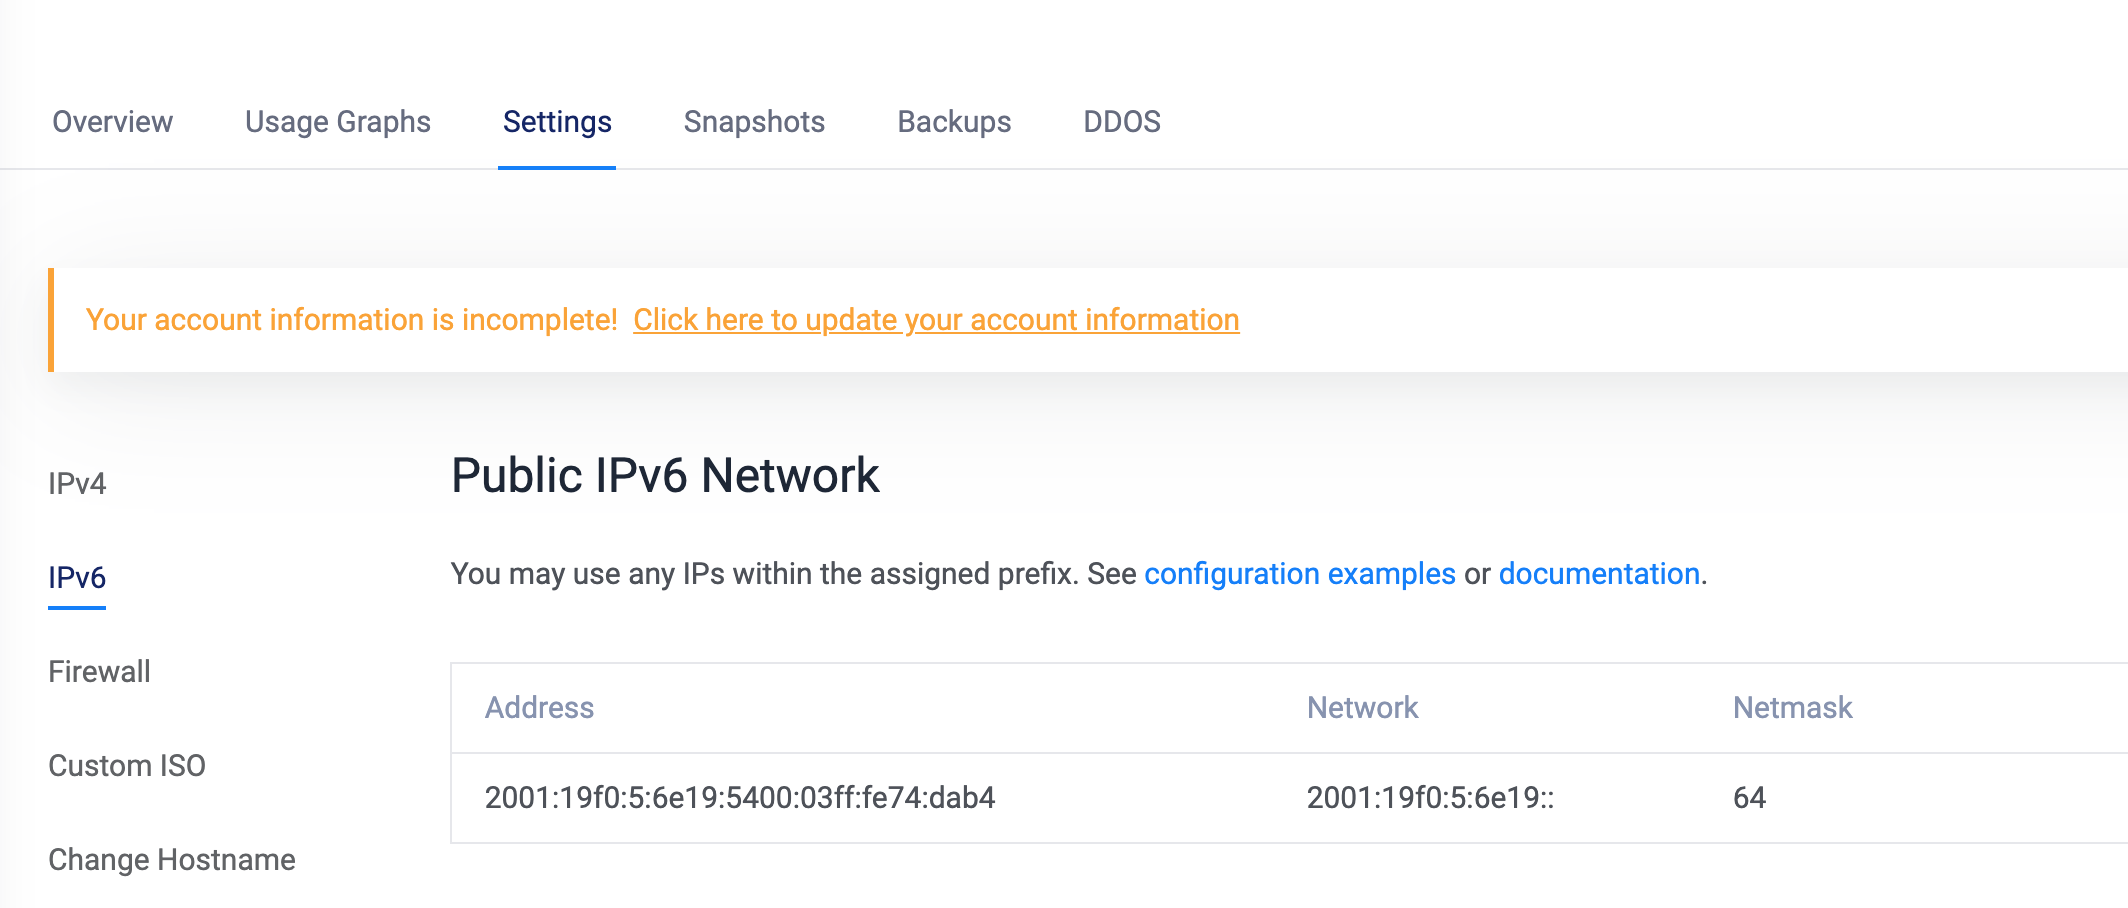 Overview Usage Graphs Settings Snapshots Backups DDOS
Your account information is incomplete! Click here to update your account information
IPv4
IPv6
Firewall
Custom ISO
Change Hostname
Public IPv6 Network
You may use any IPs within the assigned prefix. See configuration examples or documentation.
Address Network Netmask
2001:19f0:5:6e19:5400:03ff:fe74:dab4 2001:19f0:5:6e19:: 64